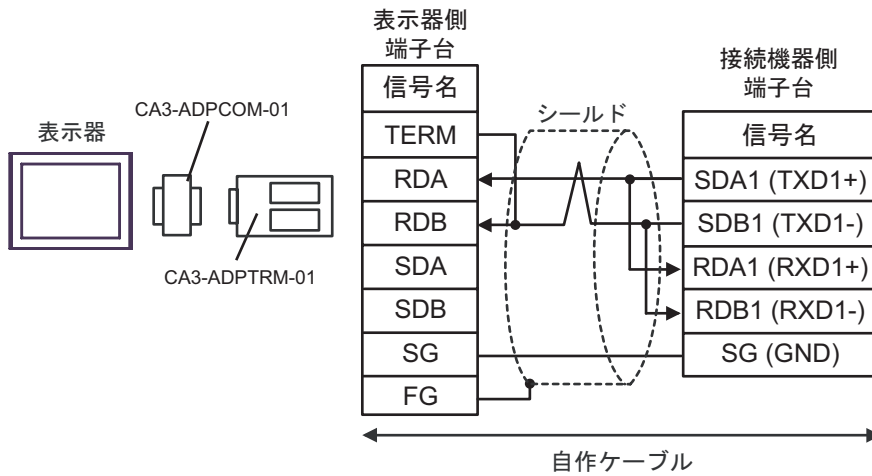 表示器側
端子台
接続機器側
端子台
CA3-ADPCOM-01
表示器
CA3-ADPTRM-01
シールド
信号名
TERM
RDA
RDB
SDA
SDB
SG
FG
信号名
SDA1 (TXD1+)
SDB1 (TXD1-)
RDA1 (RXD1+)
RDB1 (RXD1-)
SG (GND)
自作ケーブル